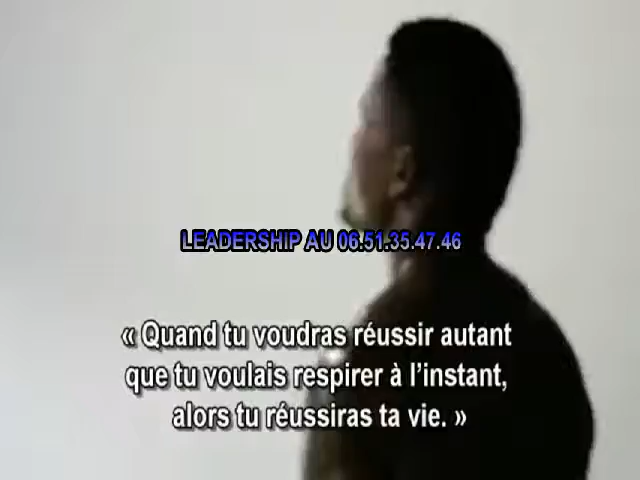 LEADERSHIP AU 06.51.35.47.46
« Quand tu voudras réussir autant
que tu voulais respirer à l'instant,
alors tu réussiras ta vie. »